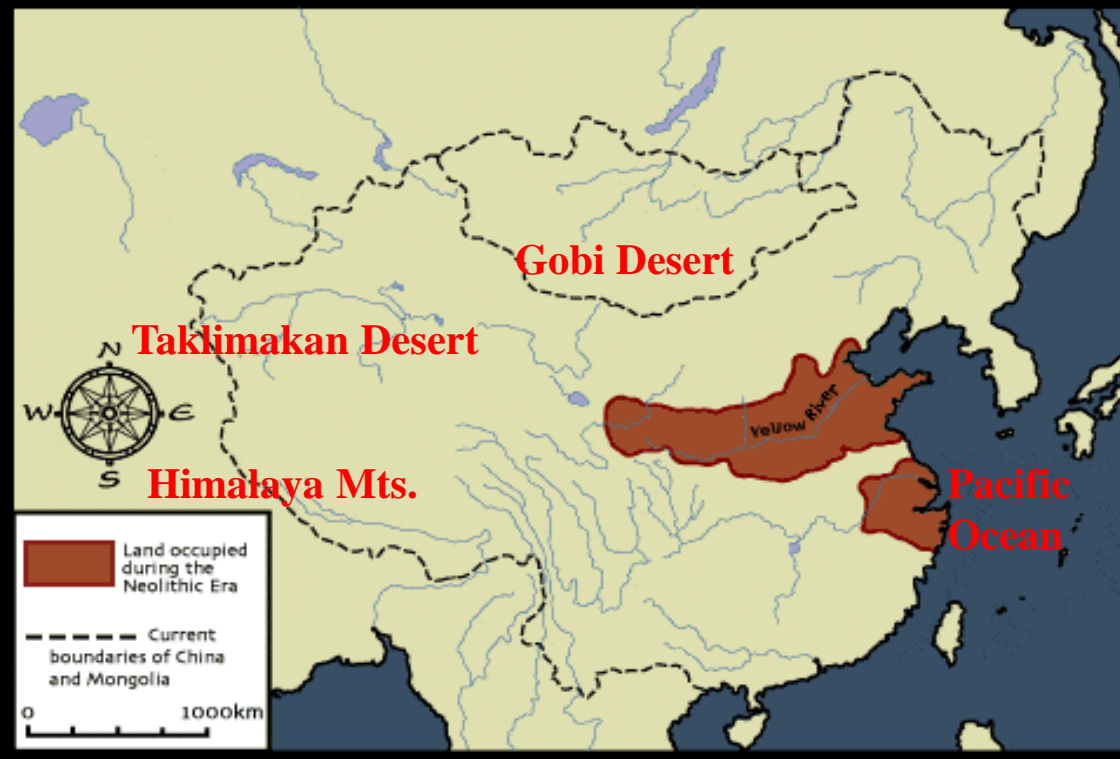 Gobi Desert
Taklimakan Desert
N
W
E
S
Yellow River
Himalaya Mts.
Pacific
Ocean
Land occupied
during the
Neolithic Era
Current
boundaries of China
and Mongolia
0 1000km